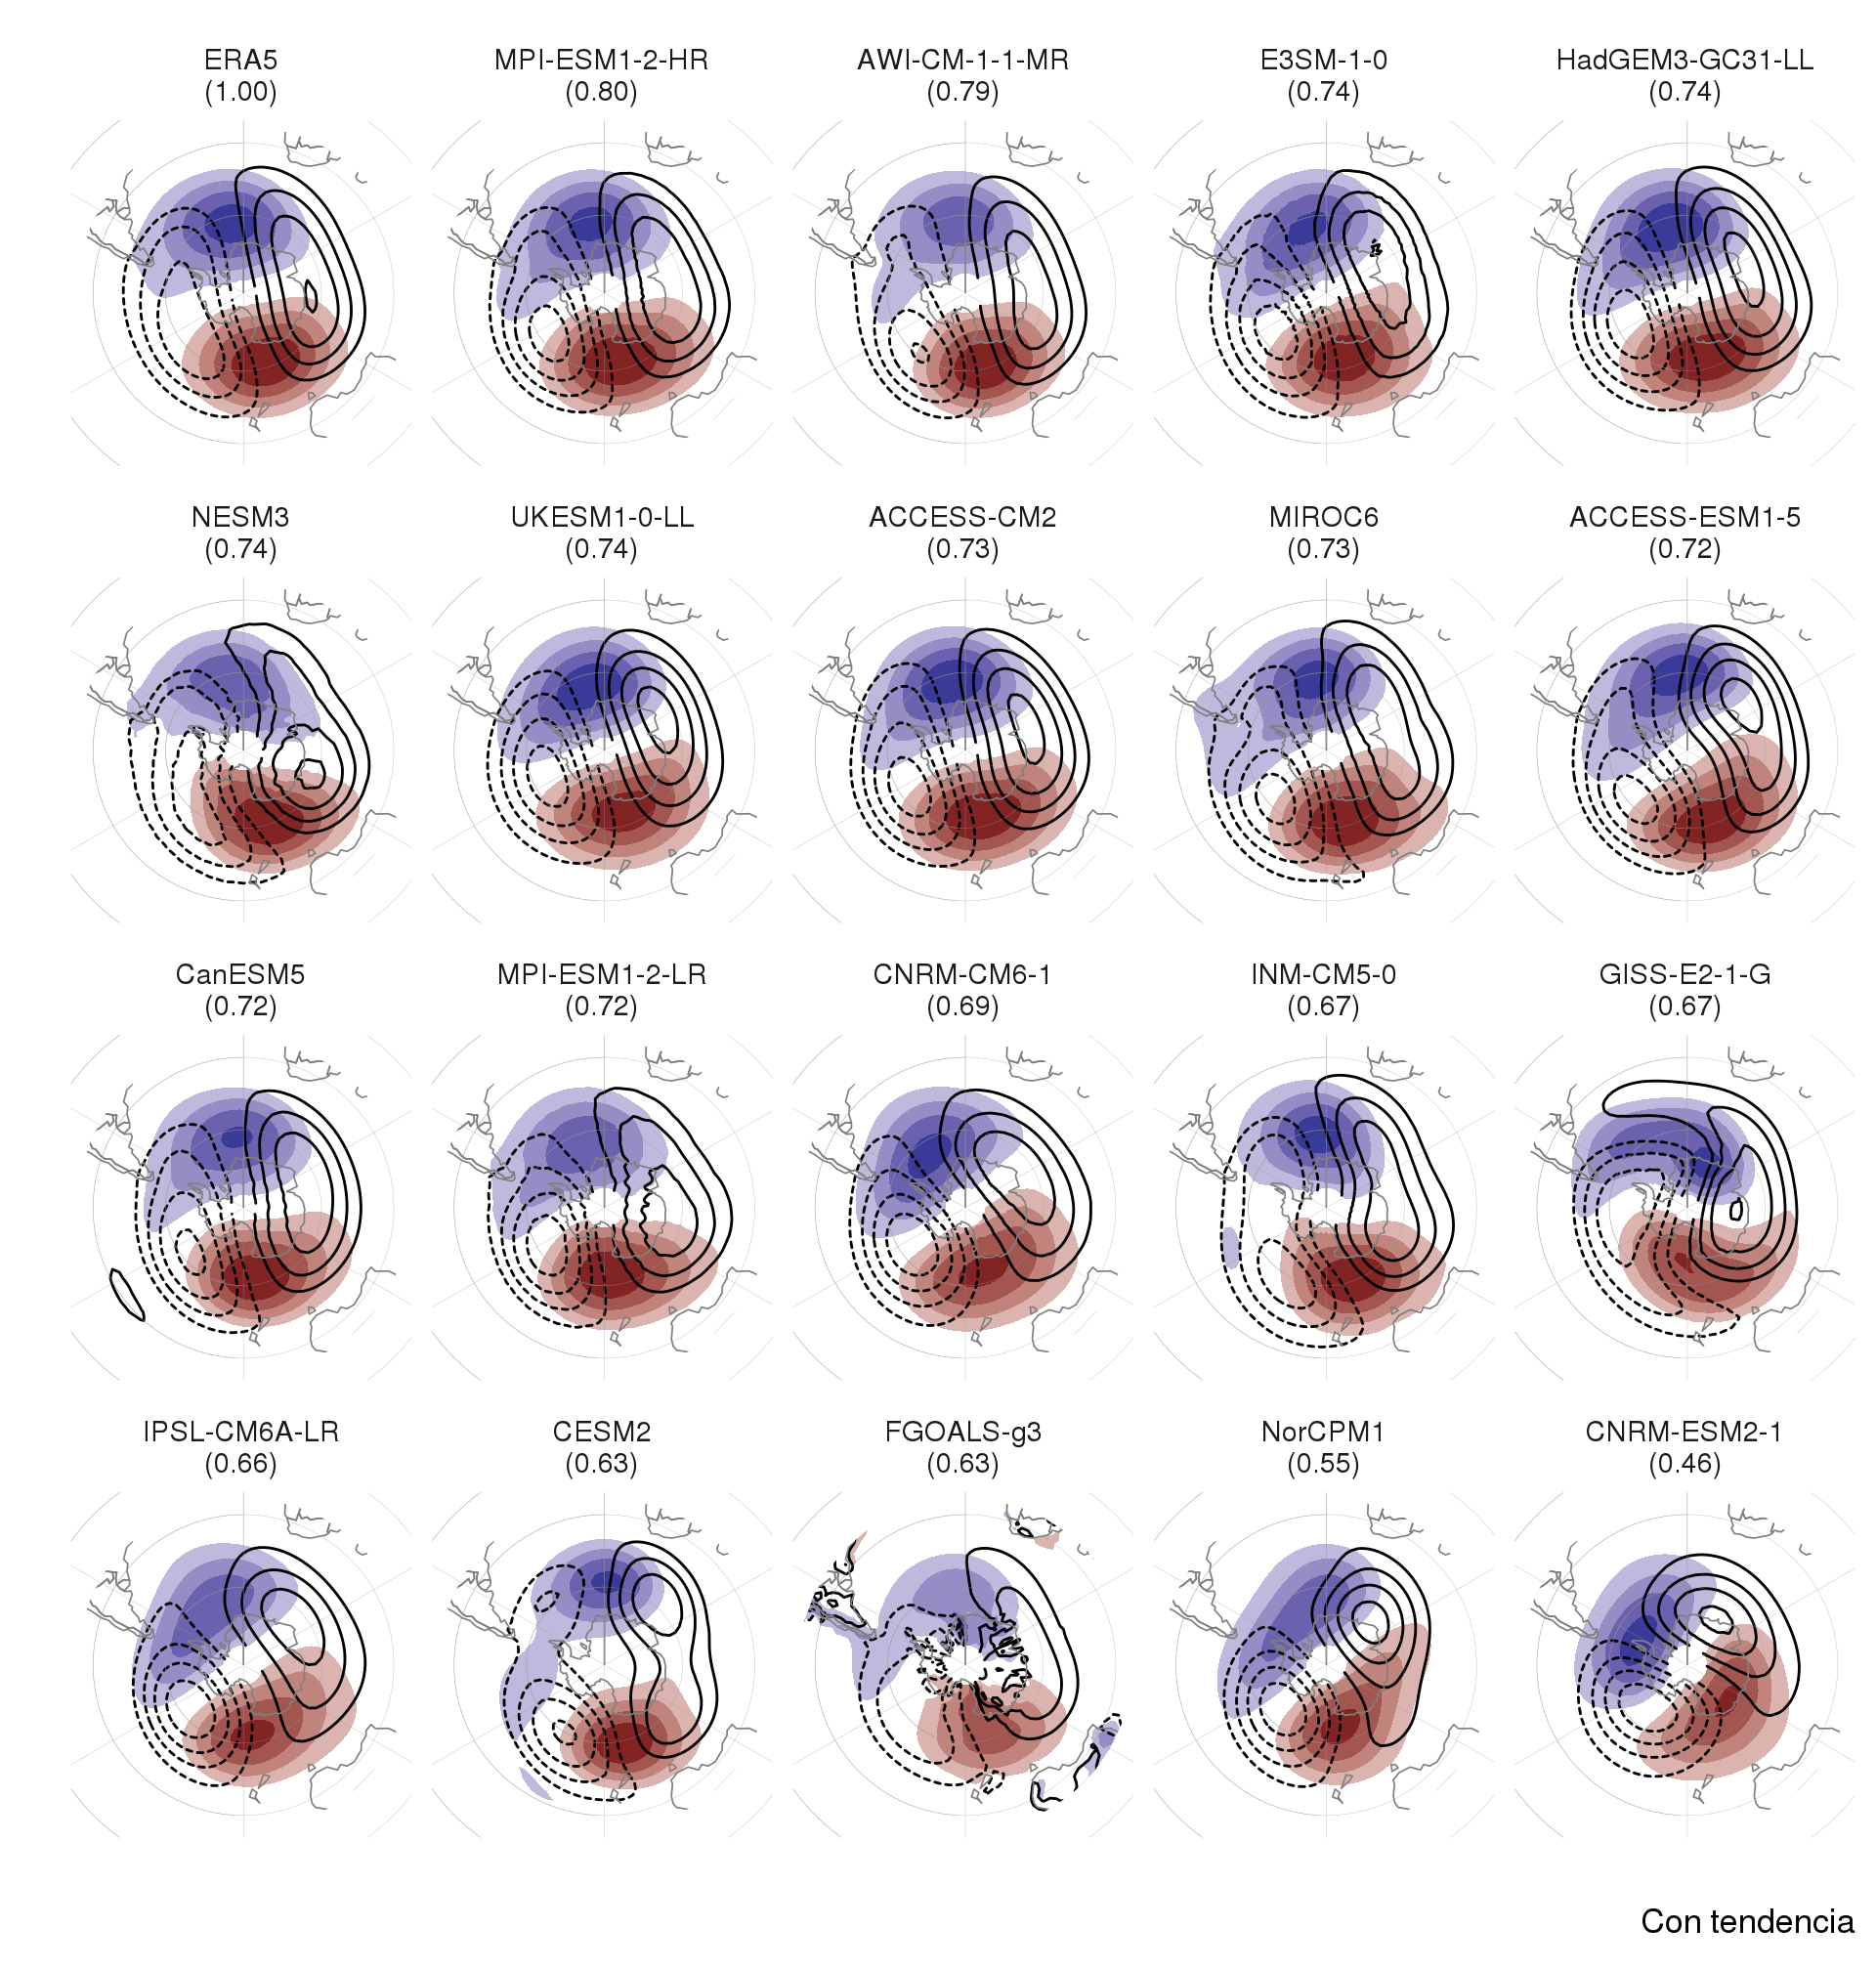 ERA5
(1.00)
MPI-ESM1-2-HR
(0.80)
AWI-CM-1-1-MR
(0.79)
E3SM-1-0
(0.74)
HadGEM3-GC31-LL
(0.74)
NESM3
(0.74)
UKESM1-0-LL
(0.74)
ACCESS-CM2
(0.73)
MIROC6
(0.73)
ACCESS-ESM1-5
(0.72)
CanESM5
(0.72)
MPI-ESM1-2-LR
(0.72)
CNRM-CM6-1
(0.69)
INM-CM5-0
(0.67)
GISS-E2-1-G
(0.67)
IPSL-CM6A-LR
(0.66)
CESM2
(0.63)
FGOALS-g3
(0.63)
NorCPM1
(0.55)
CNRM-ESM2-1
(0.46)
Con tendencia